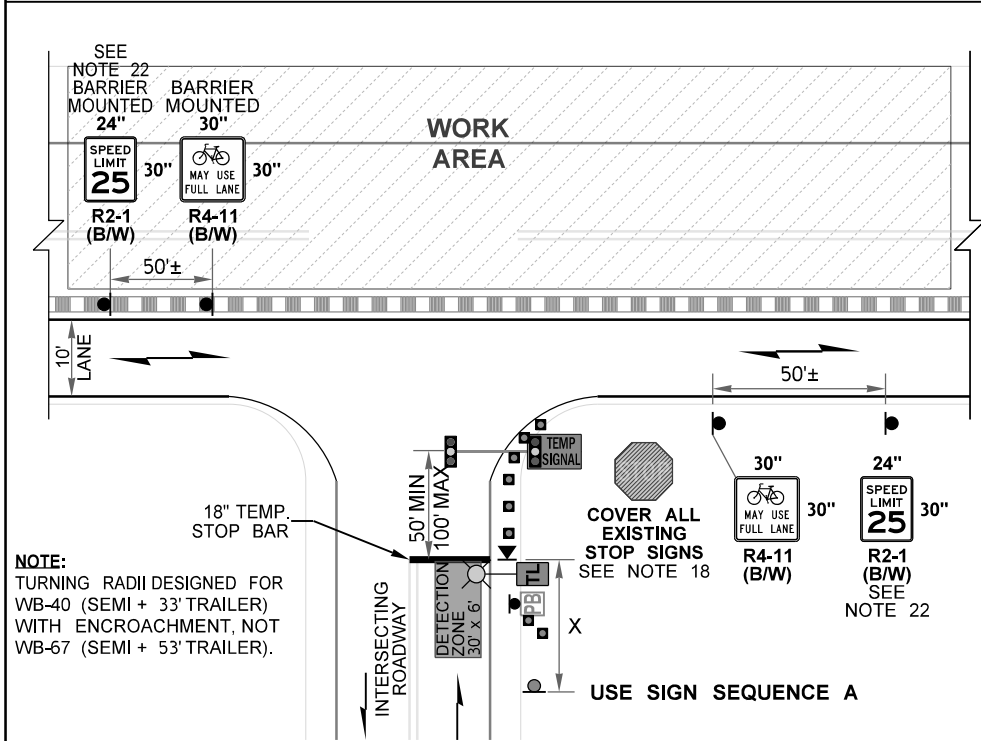 SEE
NOTE 22
BARRIER
MOUNTED
24"
SPEED
LIMIT
25
30"
R2-1
(B/W)
BARRIER
MOUNTED
30"
MAY USE
FULL LANE
30"
R4-11
(B/W)
WORK
AREA
50'±
10'
LANE
50'±
TEMP
SIGNAL
STOP
50' MIN
100' MAX
18" TEMP.
STOP BAR
COVER ALL
EXISTING
STOP SIGNS
SEE NOTE 18
30"
MAY USE
FULL LANE
30"
R4-11
(B/W)
24"
SPEED
LIMIT
25
30"
R2-1
(B/W)
SEE
NOTE 22
NOTE:
TURNING RADII DESIGNED FOR
WB-40 (SEMI + 33' TRAILER)
WITH ENCROACHMENT, NOT
WB-67 (SEMI + 53' TRAILER).
INTERSECTING
ROADWAY
DETECTION
ZONE
30' x 6'
TL
PB
X
USE SIGN SEQUENCE A